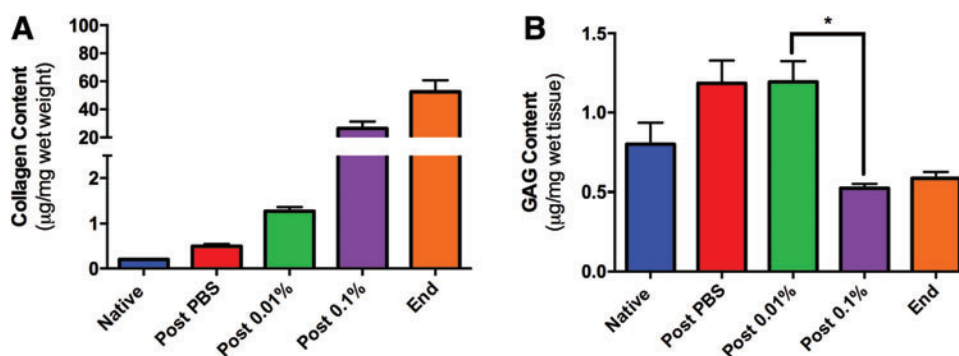 A
Collagen Content
(μg/mg wet weight)
100
80
60
40
20
2
1
0
Native
Post PBS
Post 0.01%
Post 0.1%
End
B
GAG Content
(μg/mg wet tissue)
1.5
1.0
0.5
0.0
*
Native
Post PBS
Post 0.01%
Post 0.1%
End